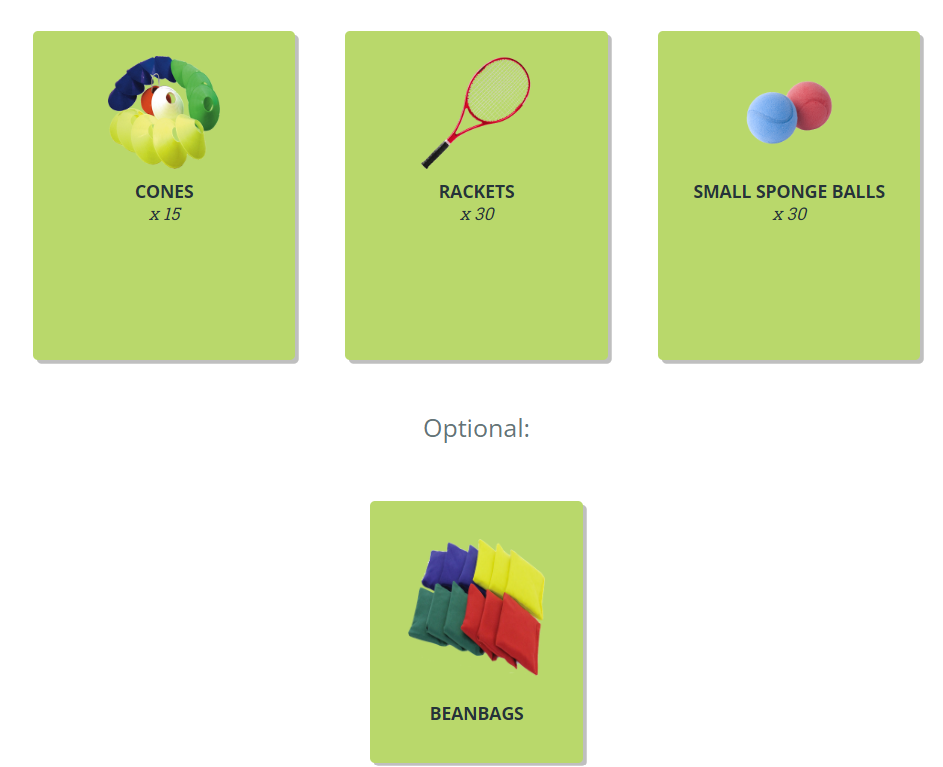 CONES
x 15
RACKETS
x 30
SMALL SPONGE BALLS
x 30
Optional:
BEANBAGS